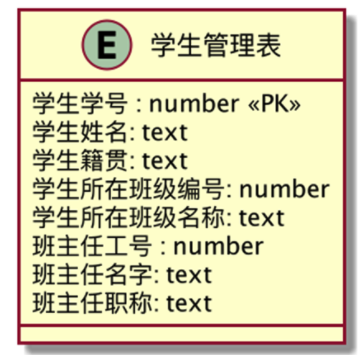 E 学生管理表
学生学号 : number «PK»
学生姓名: text
学生籍贯: text
学生所在班级编号: number
学生所在班级名称: text
班主任工号 : number
班主任名字: text
班主任职称: text